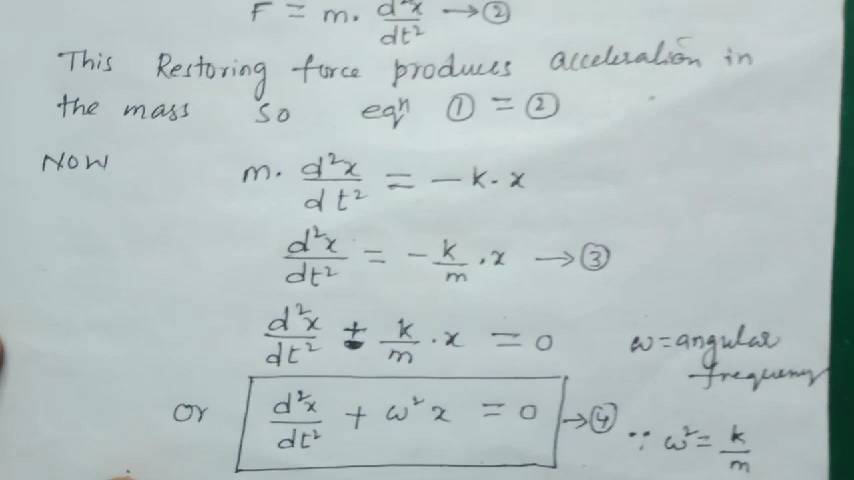 F = m. d²x/dt² → ②
This Restoring force produces acceleration in
the mass so eqⁿ ① = ②
NOW m. d²x/dt² = − k. x
d²x/dt² = − k/m . x → ③
d²x/dt² ± k/m . x = 0 ω = angular
frequency
or d²x/dt² + ω² x = 0 → ④ ∵ ω² = k/m